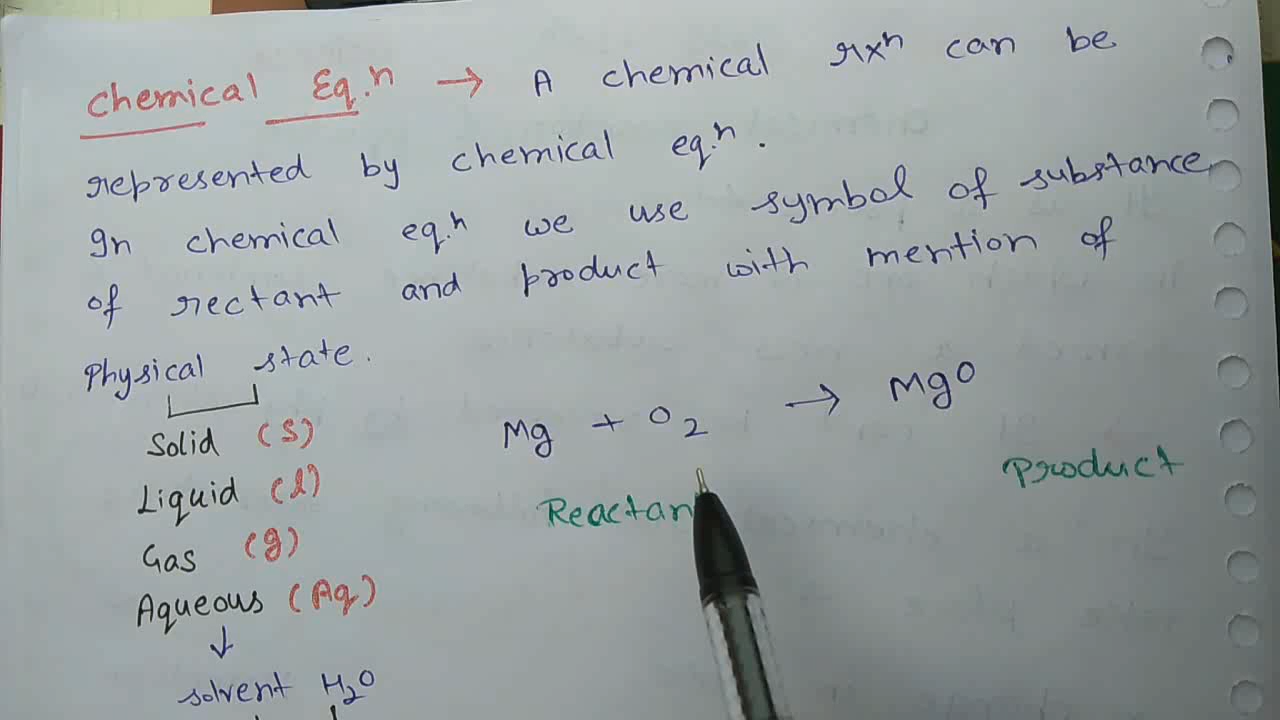 Chemical Eq.n → A chemical rxn can be
represented by chemical eq.n.
In chemical eq.n we use symbol of substance
of rectant and product with mention of
Physical state.
Solid (S)
Liquid (l)
Gas (g)
Aqueous (Aq)
↓
solvent H2O
Mg + O2 → MgO
Reactan
Product